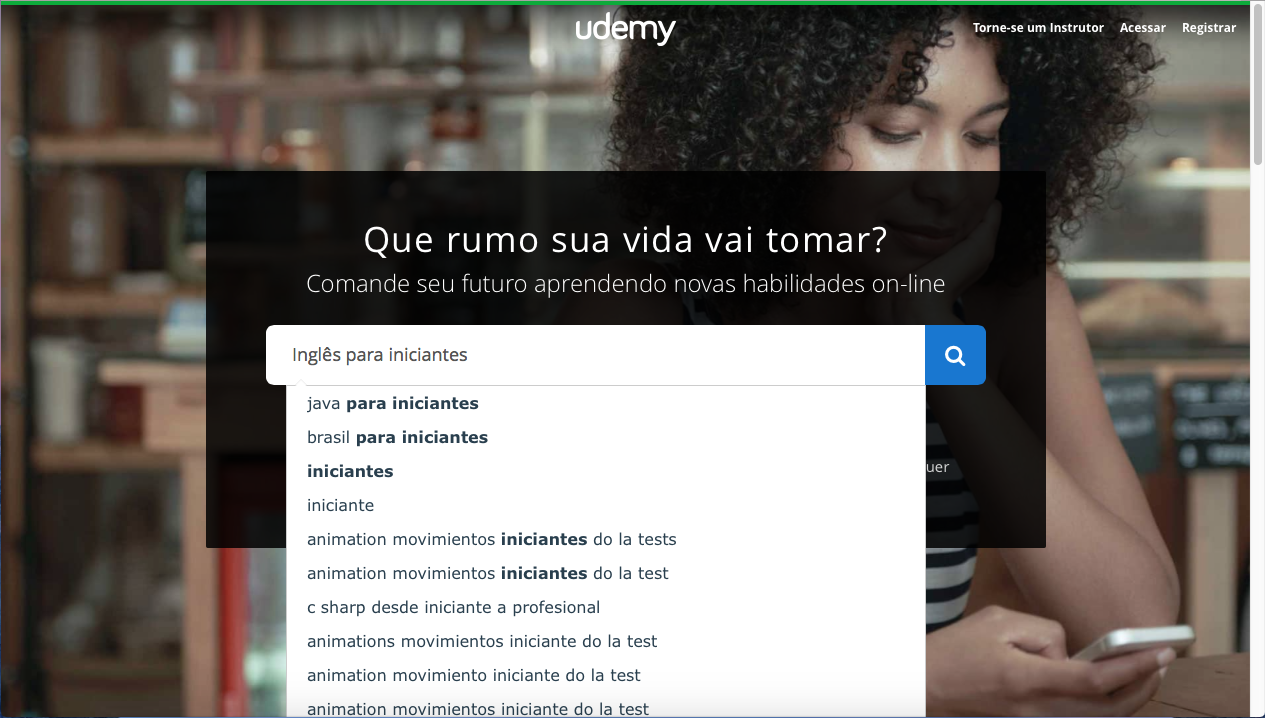 udemy
Torne-se um Instrutor Acessar Registrar
Que rumo sua vida vai tomar?
Comande seu futuro aprendendo novas habilidades on-line
Inglês para iniciantes
java para iniciantes
brasil para iniciantes
iniciantes
uer
iniciante
animation movimientos iniciantes do la tests
animation movimientos iniciantes do la test
c sharp desde iniciante a profesional
animations movimientos iniciante do la test
animation movimiento iniciante do la test
animation movimientos iniciante do la test